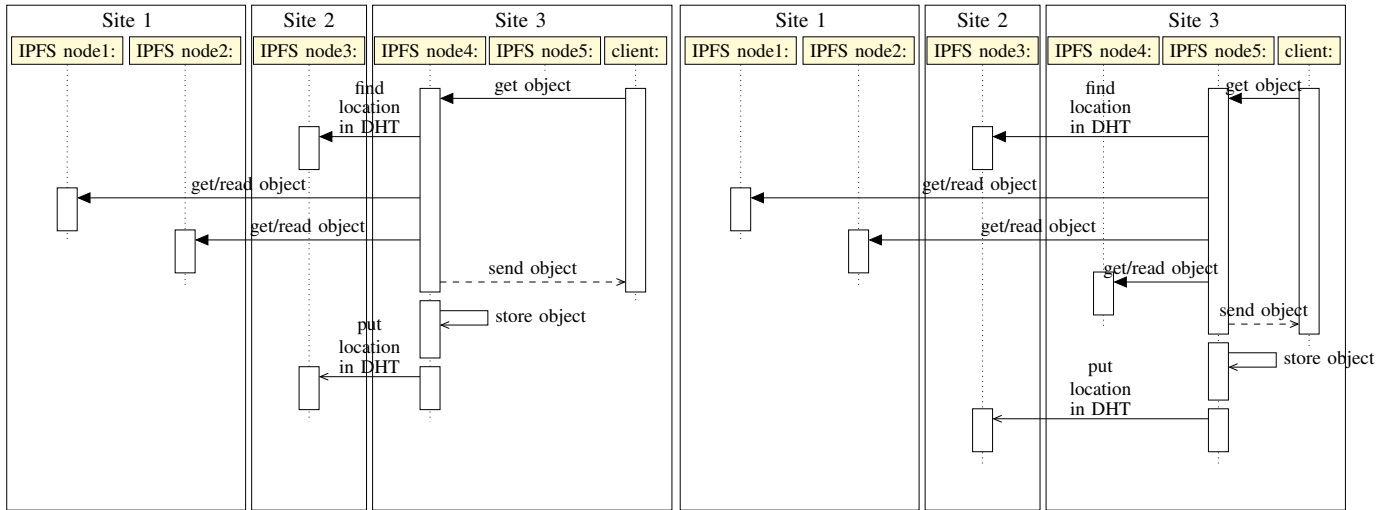 Site 1
Site 2
Site 3
IPFS node1:
IPFS node2:
IPFS node3:
IPFS node4:
IPFS node5:
client:
get object
find
location
in DHT
get/read object
get/read object
send object
store object
put
location
in DHT
Site 1
Site 2
Site 3
IPFS node1:
IPFS node2:
IPFS node3:
IPFS node4:
IPFS node5:
client:
get object
find
location
in DHT
get/read object
get/read object
get/read object
send object
store object
put
location
in DHT